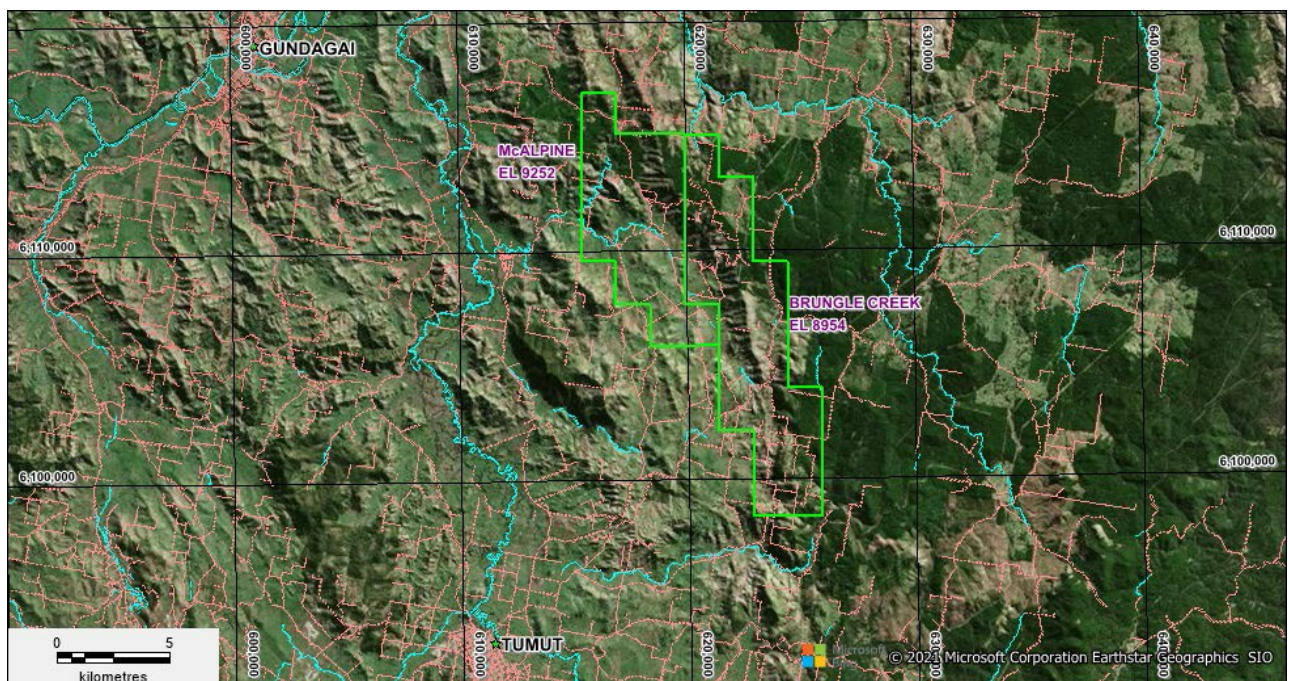 600,000
610,000
620,000
630,000
640,000
GUNDAGAI
McALPINE
EL 9252
6,110,000
6,110,000
BRUNGLE CREEK
EL 8954
6,100,000
6,100,000
0 5
kilometres
600,000
610,000
TUMUT
620,000
630,000
640,000
Microsoft
© 2021 Microsoft Corporation Earthstar Geographics SIO